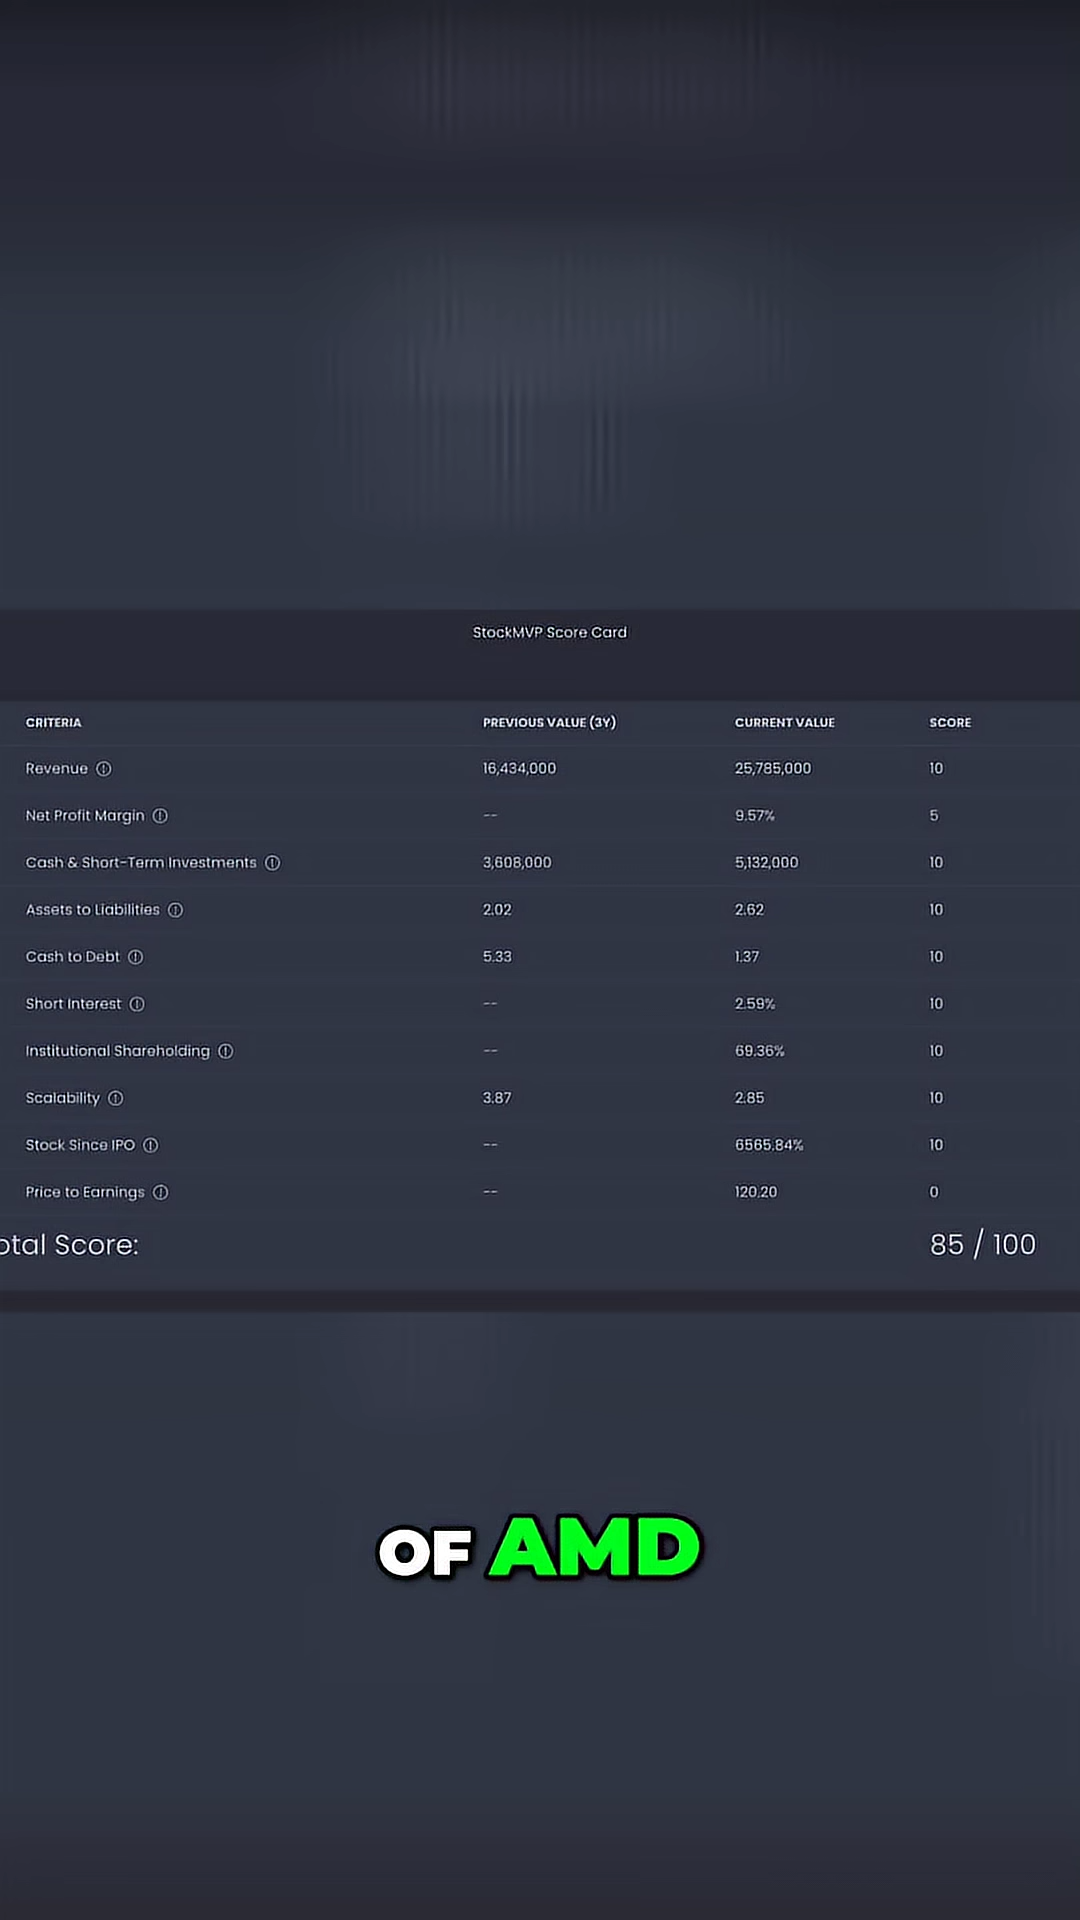 StockMVP Score Card
CRITERIA PREVIOUS VALUE (3Y) CURRENT VALUE SCORE
Revenue 16,434,000 25,785,000 10
Net Profit Margin -- 9.57% 5
Cash & Short-Term Investments 3,608,000 5,132,000 10
Assets to Liabilities 2.02 2.62 10
Cash to Debt 5.33 1.37 10
Short Interest -- 2.59% 10
Institutional Shareholding -- 69.36% 10
Scalability 3.87 2.85 10
Stock Since IPO -- 6565.84% 10
Price to Earnings -- 120.20 0
otal Score: 85 / 100
OF AMD